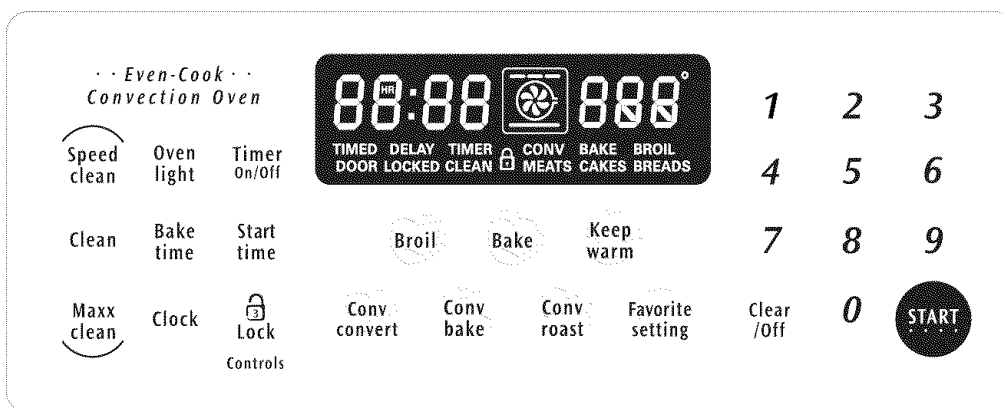 · · Even-Cook · ·
Convection Oven
Speed
clean
Oven
light
Timer
On/Off
Clean
Bake
time
Start
time
Maxx
clean
Clock
3
Lock
Controls
88:88
HR
888°
TIMED DELAY TIMER CONV BAKE BROIL
DOOR LOCKED CLEAN MEATS CAKES BREADS
Broil
Bake
Keep
warm
Conv
convert
Conv
bake
Conv
roast
Favorite
setting
1 2 3
4 5 6
7 8 9
Clear
/Off
0
START